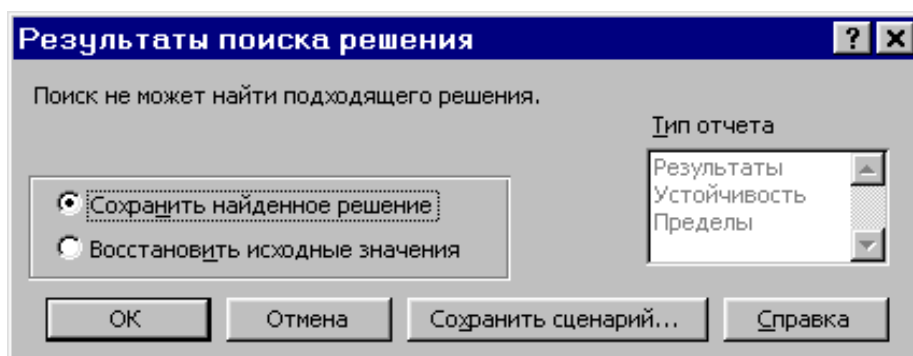 Результаты поиска решения
Поиск не может найти подходящего решения.
Тип отчета
Результаты
Устойчивость
Пределы
Сохранить найденное решение
Восстановить исходные значения
ОК
Отмена
Сохранить сценарий...
Справка